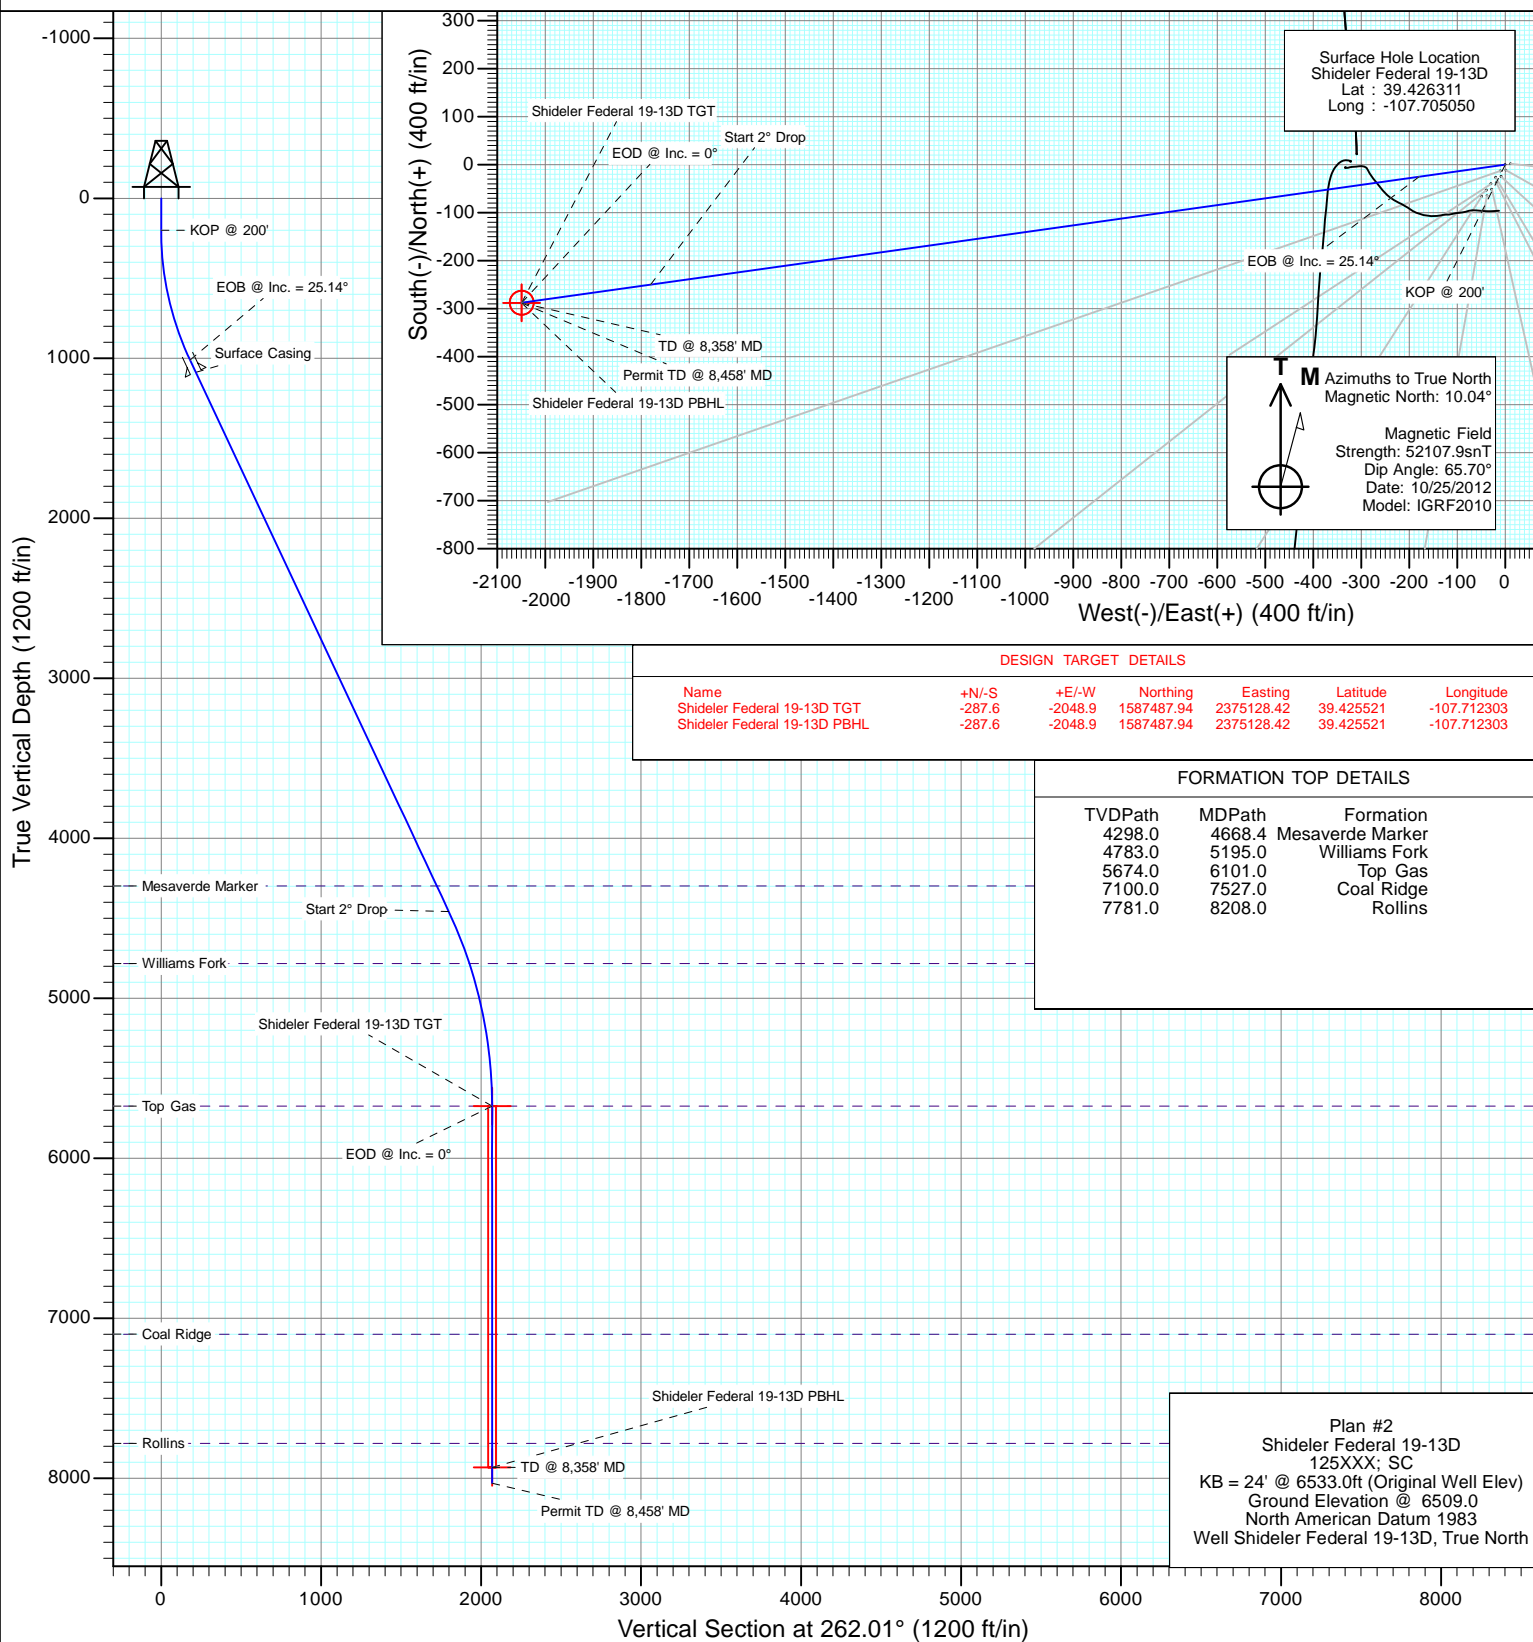 -1000
0
1000
2000
3000
4000
5000
6000
7000
8000
True Vertical Depth (1200 ft/in)
KOP @ 200'
EOB @ Inc. = 25.14°
Surface Casing
Mesaverde Marker
Start 2° Drop
Williams Fork
Shideler Federal 19-13D TGT
Top Gas
EOD @ Inc. = 0°
Coal Ridge
Shideler Federal 19-13D PBHL
Rollins
TD @ 8,358' MD
Permit TD @ 8,458' MD
0
1000
2000
3000
4000
5000
6000
7000
8000
Vertical Section at 262.01° (1200 ft/in)
300
200
100
0
-100
-200
-300
-400
-500
-600
-700
-800
South(-)/North(+) (400 ft/in)
Shideler Federal 19-13D TGT
EOD @ Inc. = 0°
Start 2° Drop
TD @ 8,358' MD
Permit TD @ 8,458' MD
Shideler Federal 19-13D PBHL
EOB @ Inc. = 25.14°
KOP @ 200'
Surface Hole Location
Shideler Federal 19-13D
Lat : 39.426311
Long : -107.705050
T
M
Azimuths to True North
Magnetic North: 10.04°
Magnetic Field
Strength: 52107.9snT
Dip Angle: 65.70°
Date: 10/25/2012
Model: IGRF2010
-2100 -1900 -1700 -1500 -1300 -1100 -900 -800 -700 -600 -500 -400 -300 -200 -100 0
-2000 -1800 -1600 -1400 -1200 -1000
West(-)/East(+) (400 ft/in)
DESIGN TARGET DETAILS
Name +N/-S +E/-W Northing Easting Latitude Longitude
Shideler Federal 19-13D TGT -287.6 -2048.9 1587487.94 2375128.42 39.425521 -107.712303
Shideler Federal 19-13D PBHL -287.6 -2048.9 1587487.94 2375128.42 39.425521 -107.712303
FORMATION TOP DETAILS
TVDPath MDPath Formation
4298.0 4668.4 Mesaverde Marker
4783.0 5195.0 Williams Fork
5674.0 6101.0 Top Gas
7100.0 7527.0 Coal Ridge
7781.0 8208.0 Rollins
Plan #2
Shideler Federal 19-13D
125XXX; SC
KB = 24' @ 6533.0ft (Original Well Elev)
Ground Elevation @ 6509.0
North American Datum 1983
Well Shideler Federal 19-13D, True North